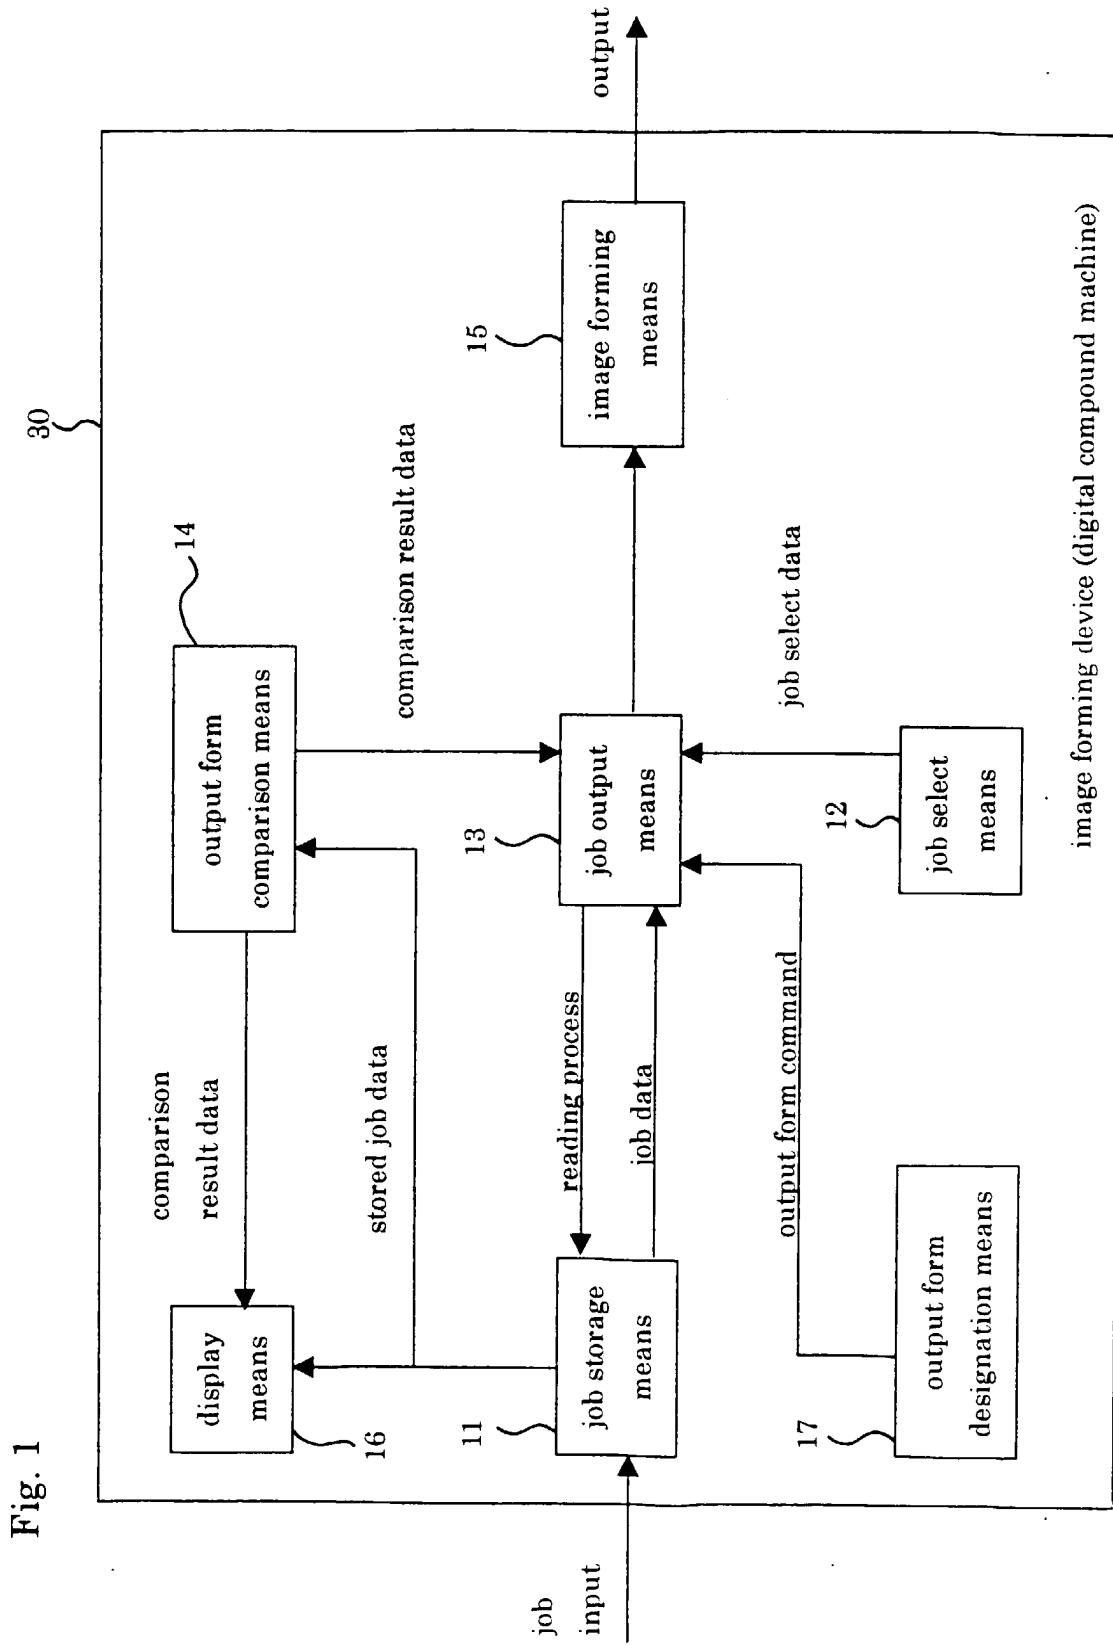 Fig. 1
30
display
means
16
comparison
result data
output form
comparison means
14
stored job data
comparison result data
job
input
job storage
means
11
reading process
job data
job output
means
13
image forming
means
15
output
output form command
job select data
output form
designation means
17
job select
means
12
image forming device (digital compound machine)